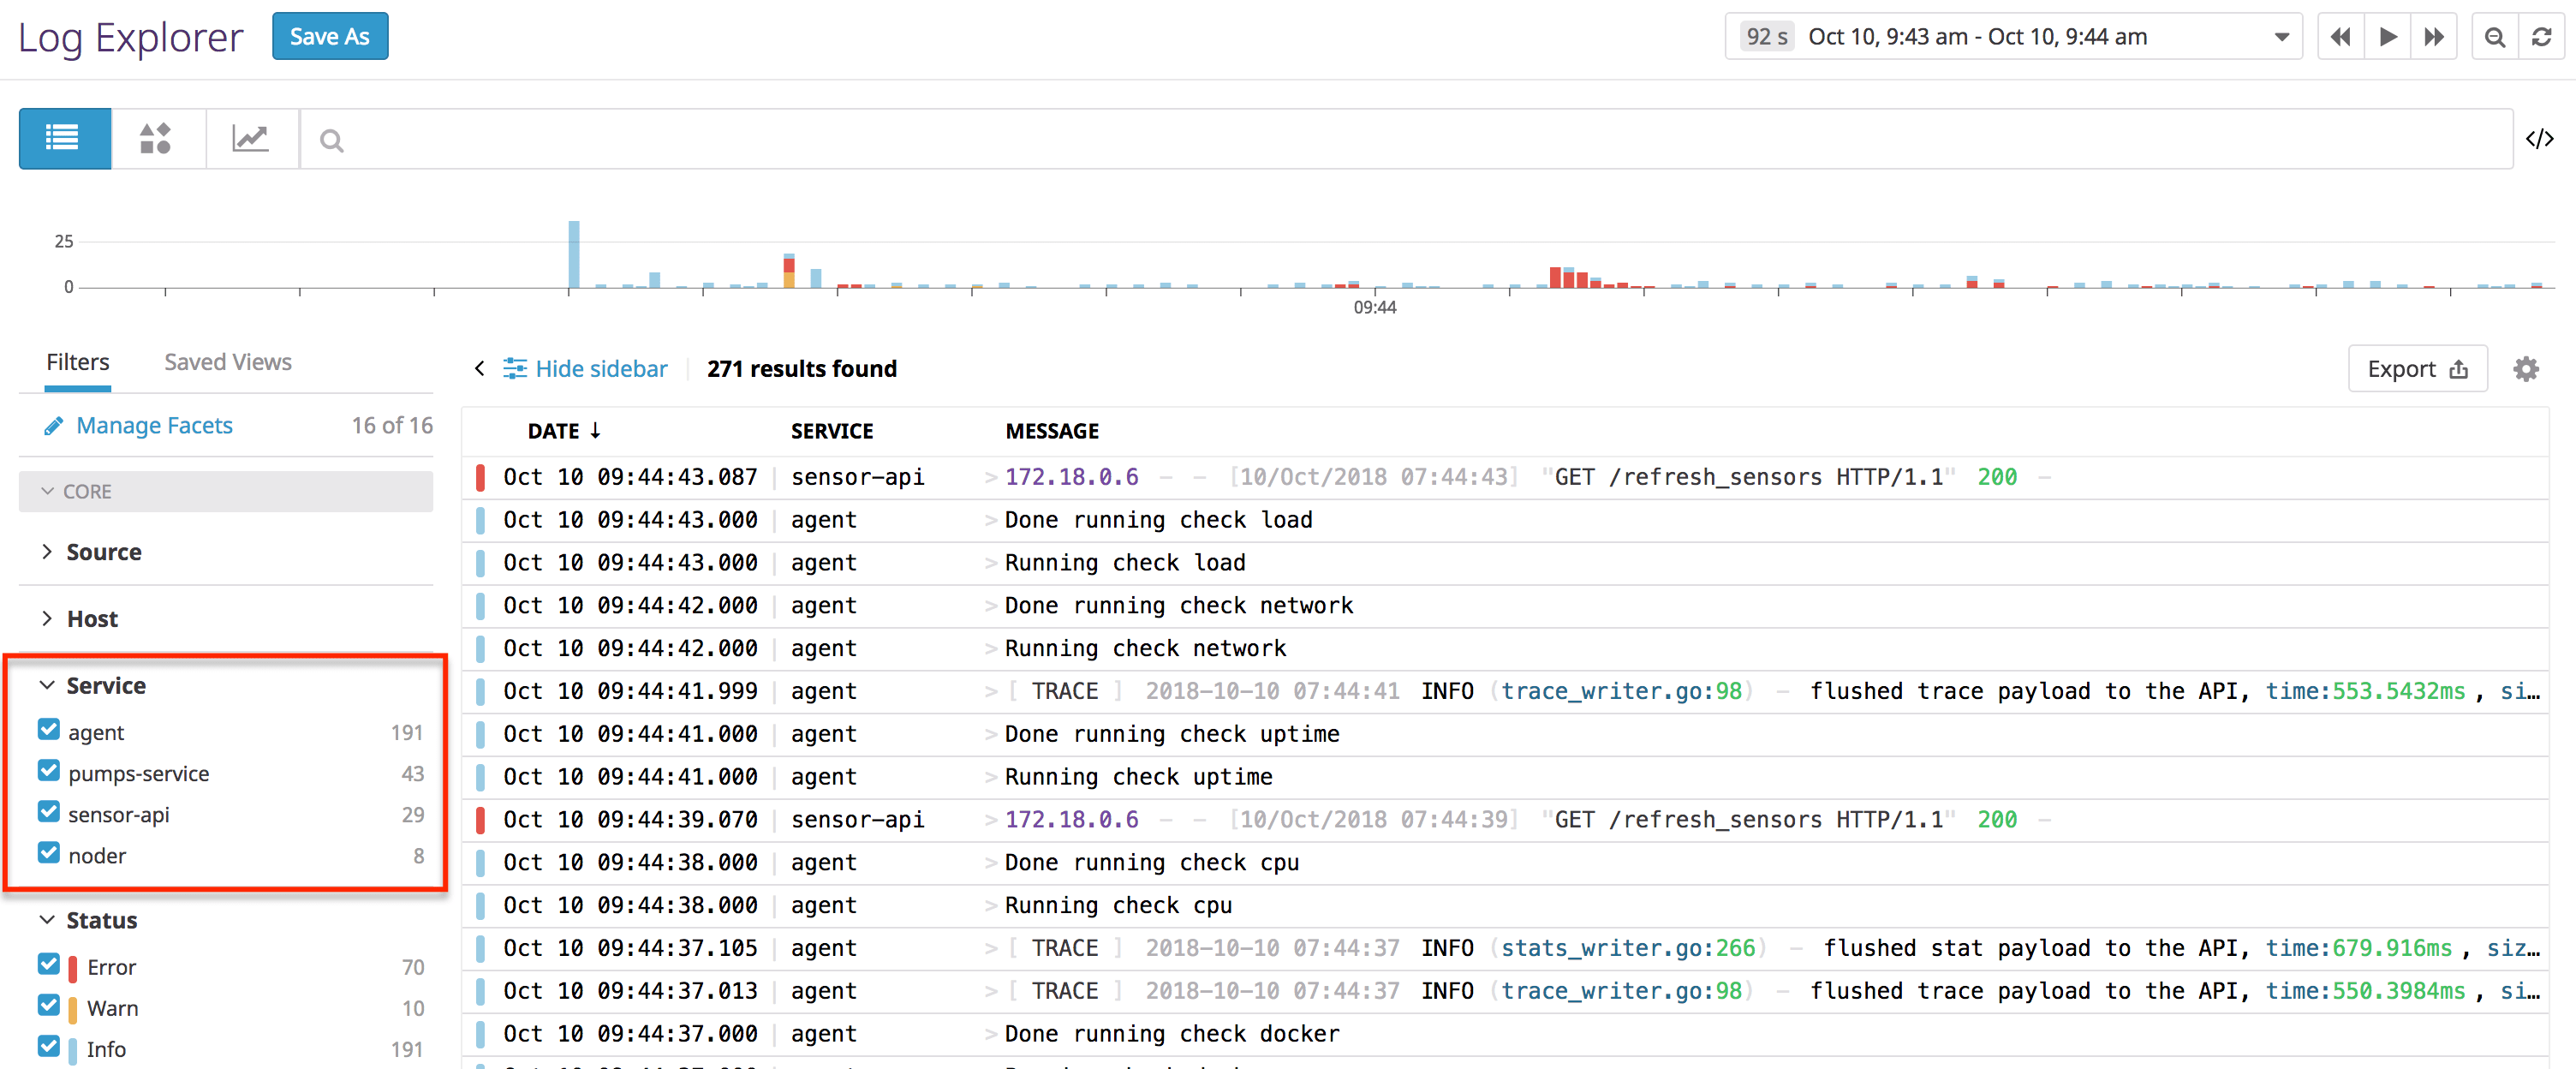 Log Explorer Save As 92 s Oct 10, 9:43 am - Oct 10, 9:44 am
</>
25
0
09:44
Filters Saved Views
Manage Facets 16 of 16
CORE
Source
Host
Service
agent 191
pumps-service 43
sensor-api 29
noder 8
Status
Error 70
Warn 10
Info 191
Hide sidebar 271 results found Export
DATE ↓ SERVICE MESSAGE
Oct 10 09:44:43.087 | sensor-api > 172.18.0.6 – – [10/Oct/2018 07:44:43] "GET /refresh_sensors HTTP/1.1" 200 –
Oct 10 09:44:43.000 | agent > Done running check load
Oct 10 09:44:43.000 | agent > Running check load
Oct 10 09:44:42.000 | agent > Done running check network
Oct 10 09:44:42.000 | agent > Running check network
Oct 10 09:44:41.999 | agent > [ TRACE ] 2018-10-10 07:44:41 INFO (trace_writer.go:98) – flushed trace payload to the API, time:553.5432ms , si…
Oct 10 09:44:41.000 | agent > Done running check uptime
Oct 10 09:44:41.000 | agent > Running check uptime
Oct 10 09:44:39.070 | sensor-api > 172.18.0.6 – – [10/Oct/2018 07:44:39] "GET /refresh_sensors HTTP/1.1" 200 –
Oct 10 09:44:38.000 | agent > Done running check cpu
Oct 10 09:44:38.000 | agent > Running check cpu
Oct 10 09:44:37.105 | agent > [ TRACE ] 2018-10-10 07:44:37 INFO (stats_writer.go:266) – flushed stat payload to the API, time:679.916ms , siz…
Oct 10 09:44:37.013 | agent > [ TRACE ] 2018-10-10 07:44:37 INFO (trace_writer.go:98) – flushed trace payload to the API, time:550.3984ms , si…
Oct 10 09:44:37.000 | agent > Done running check docker